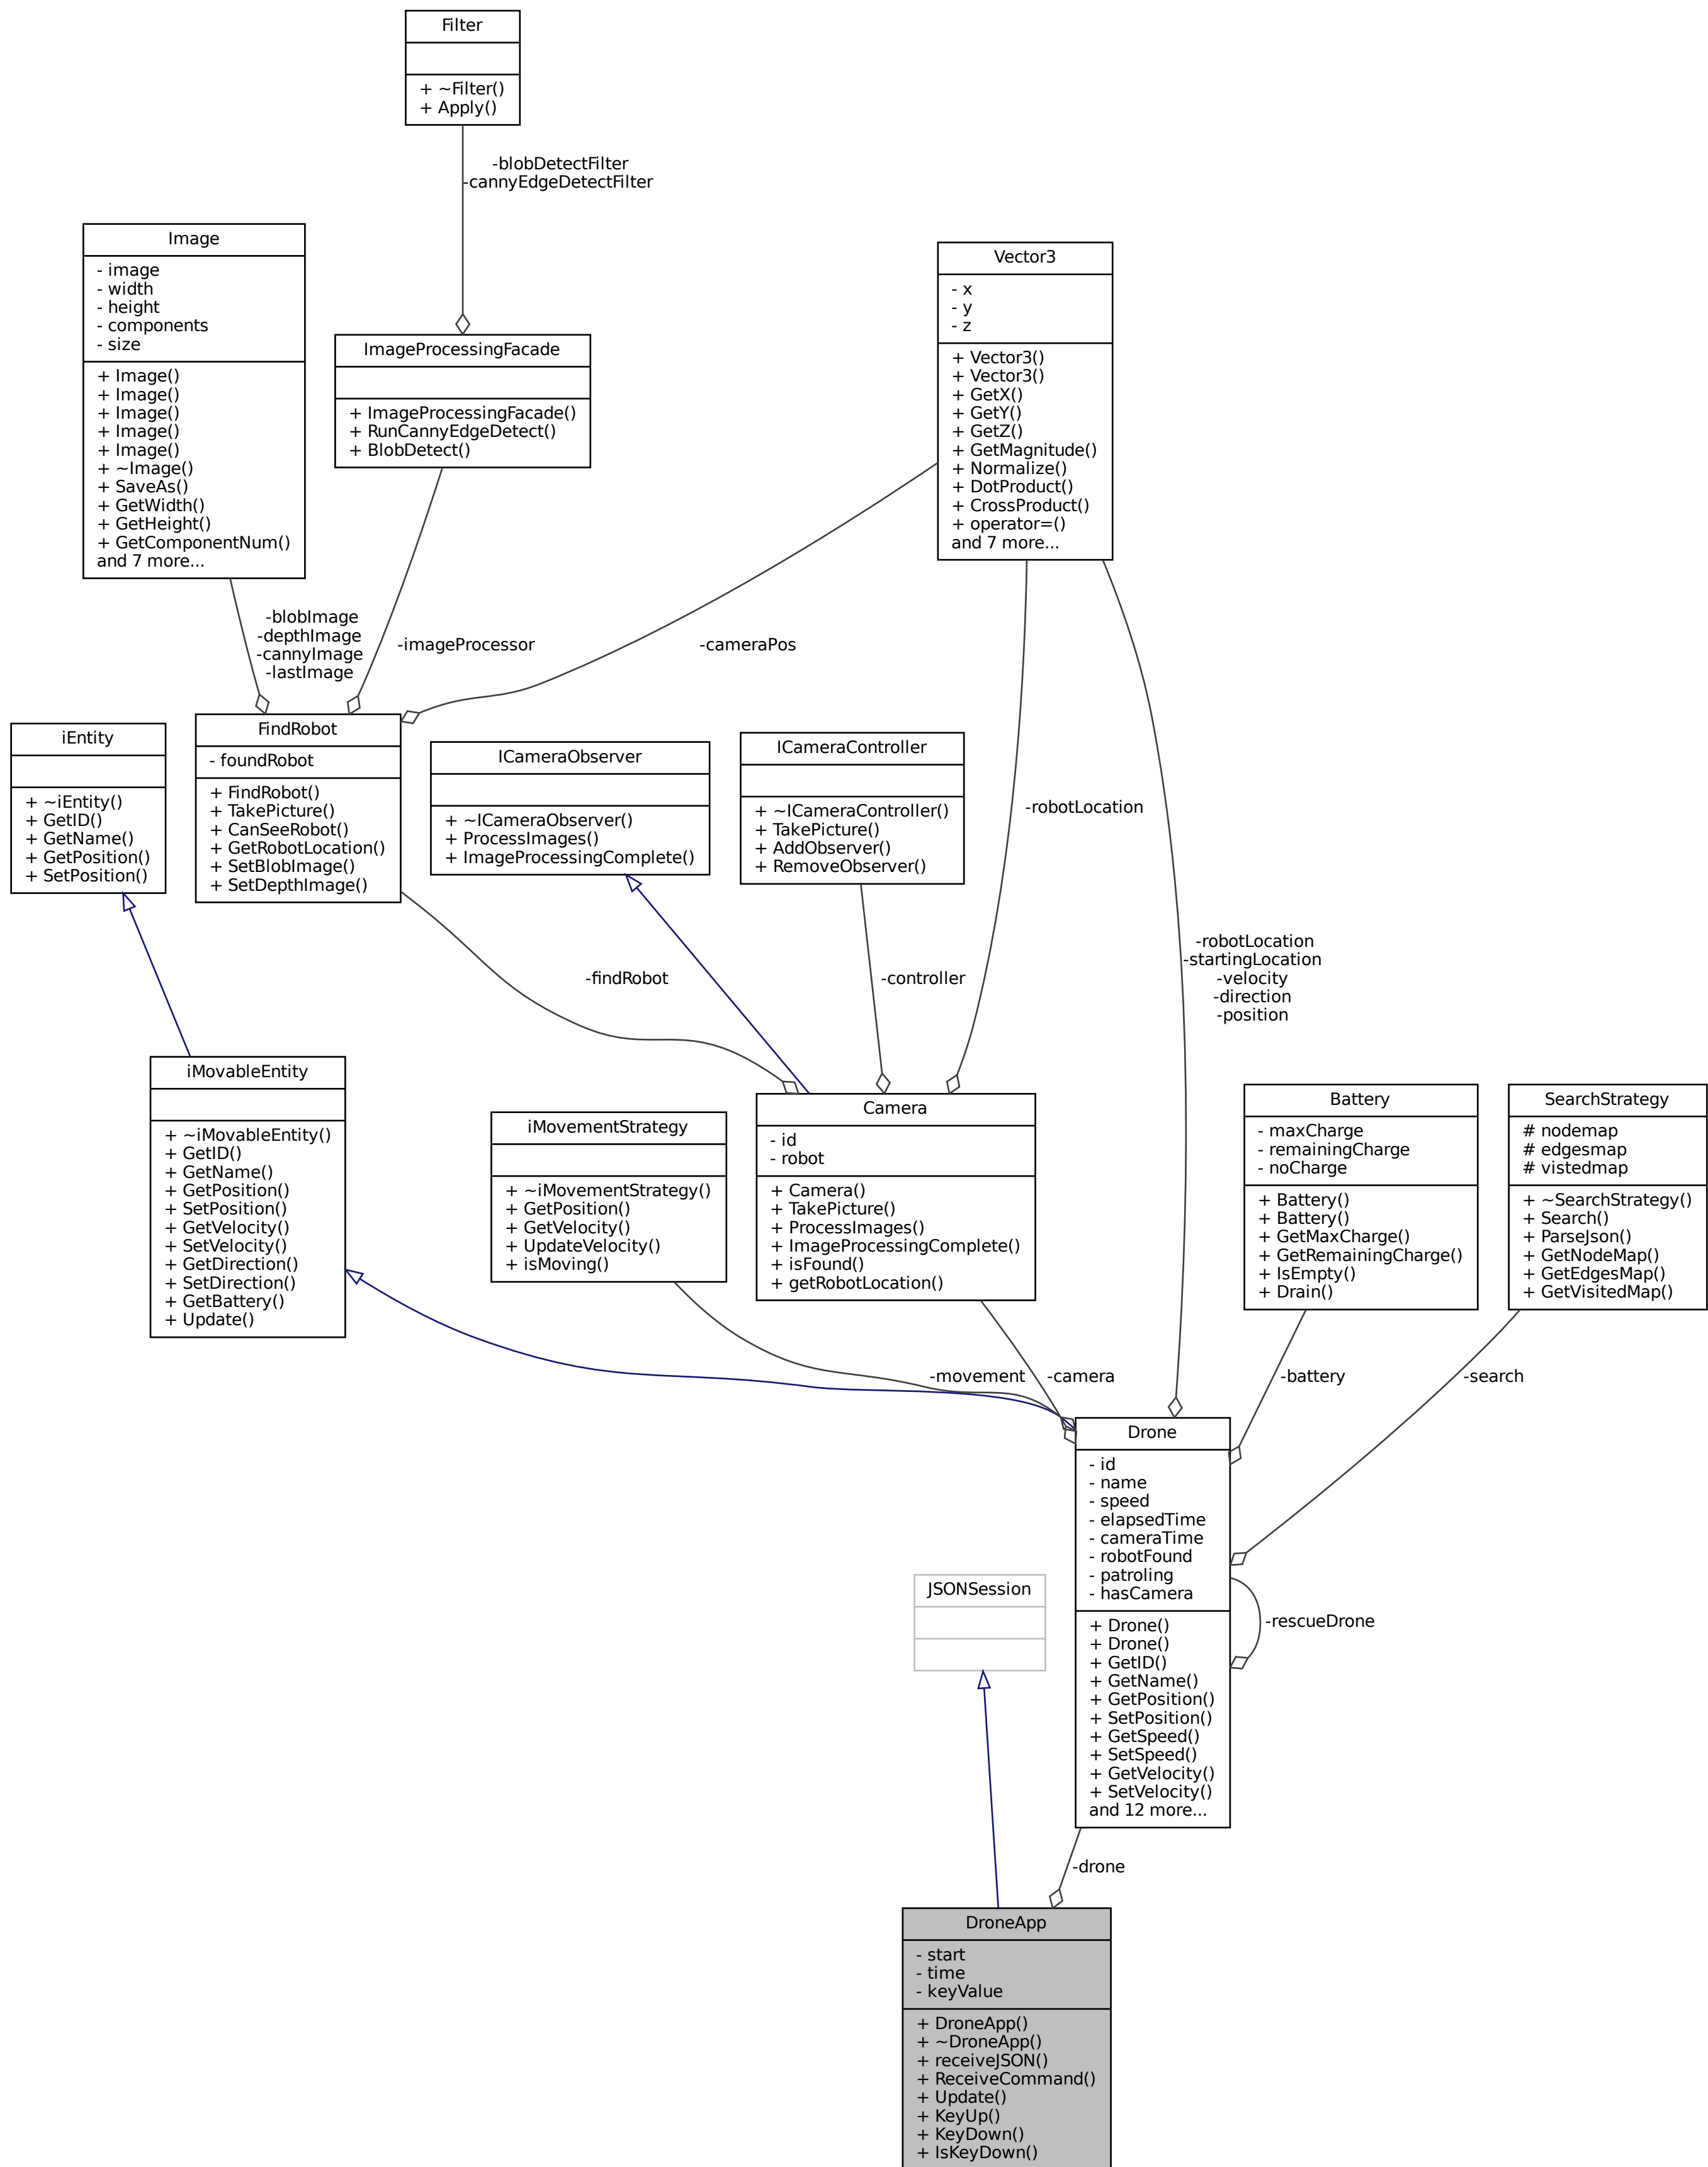 Filter
+ ~Filter()
+ Apply()
-blobDetectFilter
-cannyEdgeDetectFilter
Image
- image
- width
- height
- components
- size
+ Image()
+ Image()
+ Image()
+ Image()
+ Image()
+ ~Image()
+ SaveAs()
+ GetWidth()
+ GetHeight()
+ GetComponentNum()
and 7 more...
ImageProcessingFacade
+ ImageProcessingFacade()
+ RunCannyEdgeDetect()
+ BlobDetect()
Vector3
- x
- y
- z
+ Vector3()
+ Vector3()
+ GetX()
+ GetY()
+ GetZ()
+ GetMagnitude()
+ Normalize()
+ DotProduct()
+ CrossProduct()
+ operator=()
and 7 more...
-blobImage
-depthImage
-cannyImage
-lastImage
-imageProcessor
-cameraPos
iEntity
+ ~iEntity()
+ GetID()
+ GetName()
+ GetPosition()
+ SetPosition()
FindRobot
- foundRobot
+ FindRobot()
+ TakePicture()
+ CanSeeRobot()
+ GetRobotLocation()
+ SetBlobImage()
+ SetDepthImage()
ICameraObserver
+ ~ICameraObserver()
+ ProcessImages()
+ ImageProcessingComplete()
ICameraController
+ ~ICameraController()
+ TakePicture()
+ AddObserver()
+ RemoveObserver()
-robotLocation
-findRobot
-controller
-robotLocation
-startingLocation
-velocity
-direction
-position
iMovableEntity
+ ~iMovableEntity()
+ GetID()
+ GetName()
+ GetPosition()
+ SetPosition()
+ GetVelocity()
+ SetVelocity()
+ GetDirection()
+ SetDirection()
+ GetBattery()
+ Update()
iMovementStrategy
+ ~iMovementStrategy()
+ GetPosition()
+ GetVelocity()
+ UpdateVelocity()
+ isMoving()
Camera
- id
- robot
+ Camera()
+ TakePicture()
+ ProcessImages()
+ ImageProcessingComplete()
+ isFound()
+ getRobotLocation()
Battery
- maxCharge
- remainingCharge
- noCharge
+ Battery()
+ Battery()
+ GetMaxCharge()
+ GetRemainingCharge()
+ IsEmpty()
+ Drain()
SearchStrategy
# nodemap
# edgesmap
# vistedmap
+ ~SearchStrategy()
+ Search()
+ ParseJson()
+ GetNodeMap()
+ GetEdgesMap()
+ GetVisitedMap()
-movement
-camera
-battery
-search
Drone
- id
- name
- speed
- elapsedTime
- cameraTime
- robotFound
- patroling
- hasCamera
+ Drone()
+ Drone()
+ GetID()
+ GetName()
+ GetPosition()
+ SetPosition()
+ GetSpeed()
+ SetSpeed()
+ GetVelocity()
+ SetVelocity()
and 12 more...
-rescueDrone
JSONSession
-drone
DroneApp
- start
- time
- keyValue
+ DroneApp()
+ ~DroneApp()
+ receiveJSON()
+ ReceiveCommand()
+ Update()
+ KeyUp()
+ KeyDown()
+ IsKeyDown()